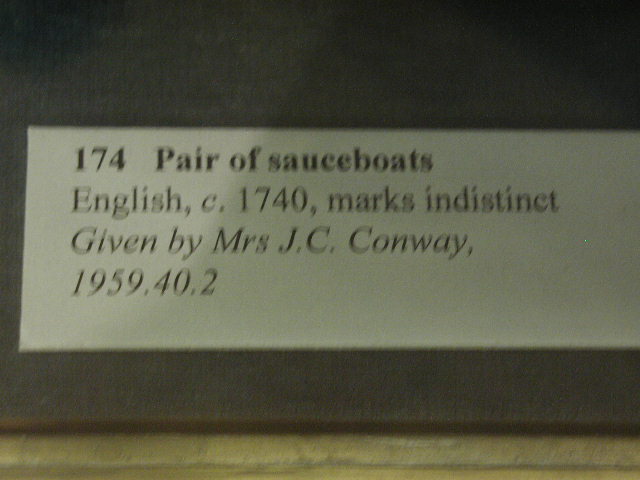 174 Pair of sauceboats
English, c. 1740, marks indistinct
Given by Mrs J.C. Conway,
1959.40.2